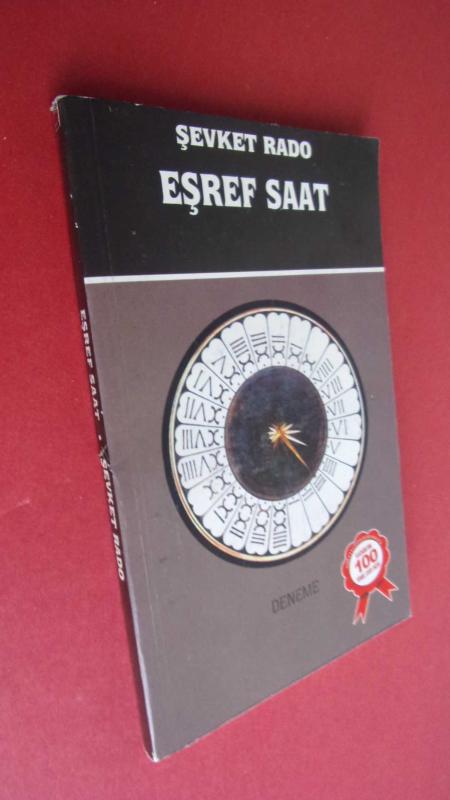 ŞEVKET RADO
EŞREF SAAT
DENEME
100
EŞREF SAAT • ŞEVKET RADO